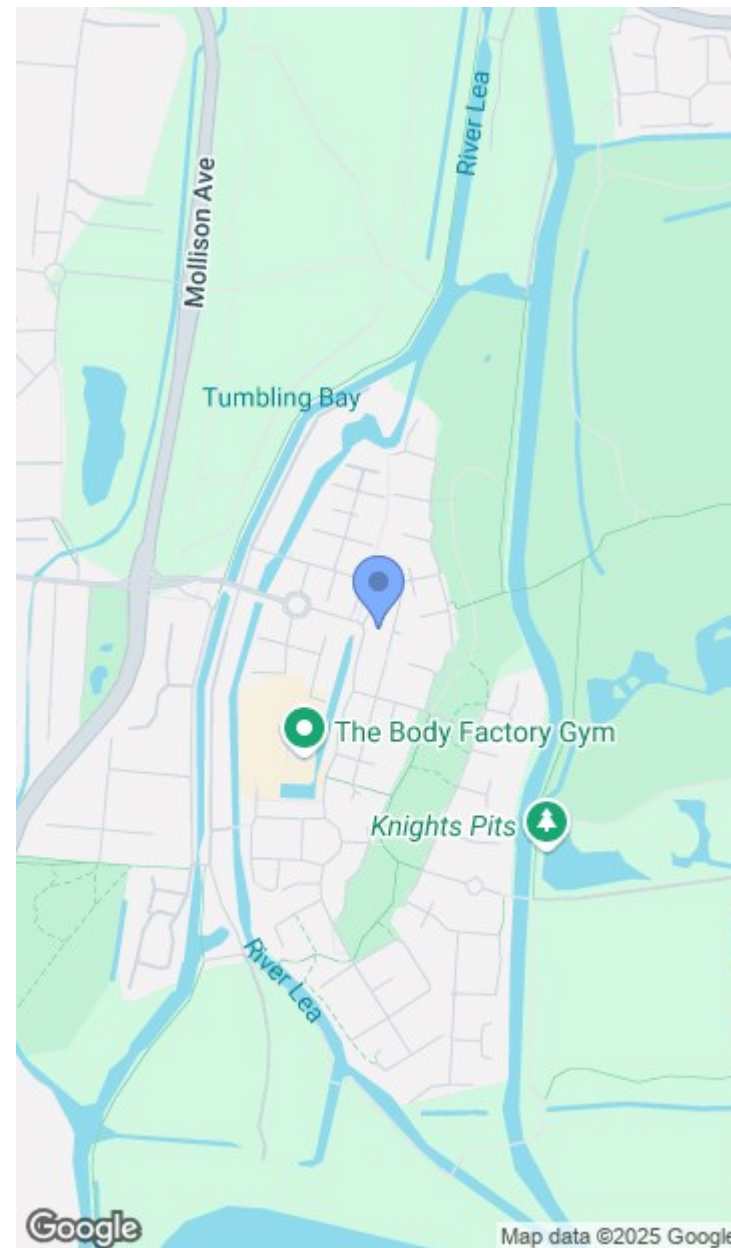 River Lea
Mollison Ave
Tumbling Bay
The Body Factory Gym
Knights Pits
River Lea
Google
Map data ©2025 Google